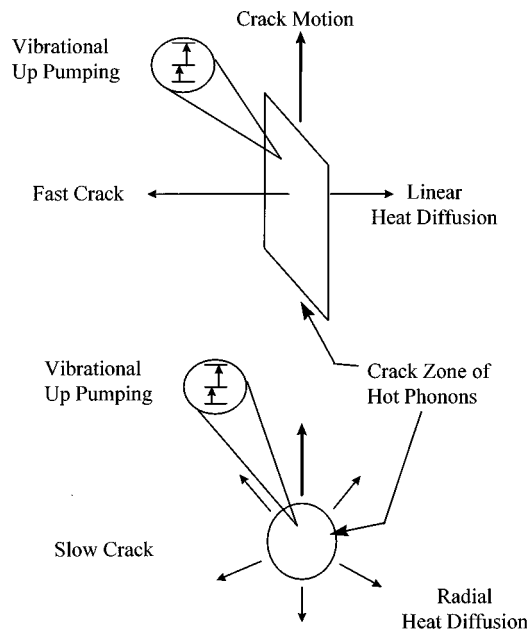 Crack Motion
Vibrational
Up Pumping
Fast Crack
Linear
Heat Diffusion
Vibrational
Up Pumping
Crack Zone of
Hot Phonons
Slow Crack
Radial
Heat Diffusion